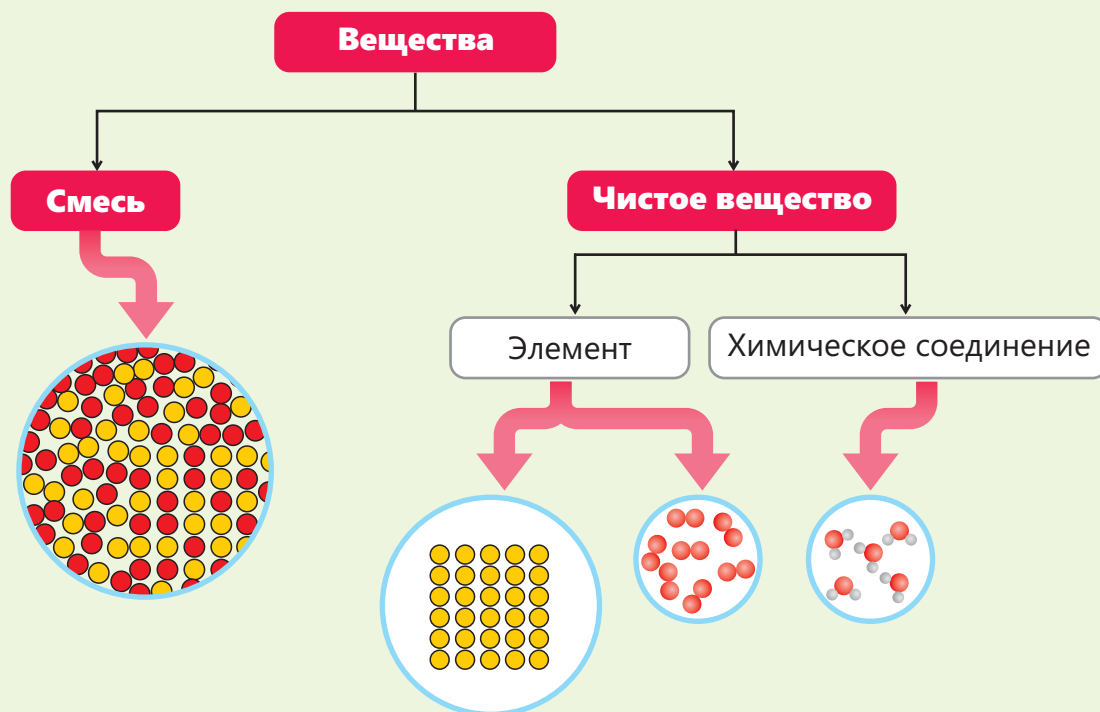 Вещества
Смесь
Чистое вещество
Элемент
Химическое соединение